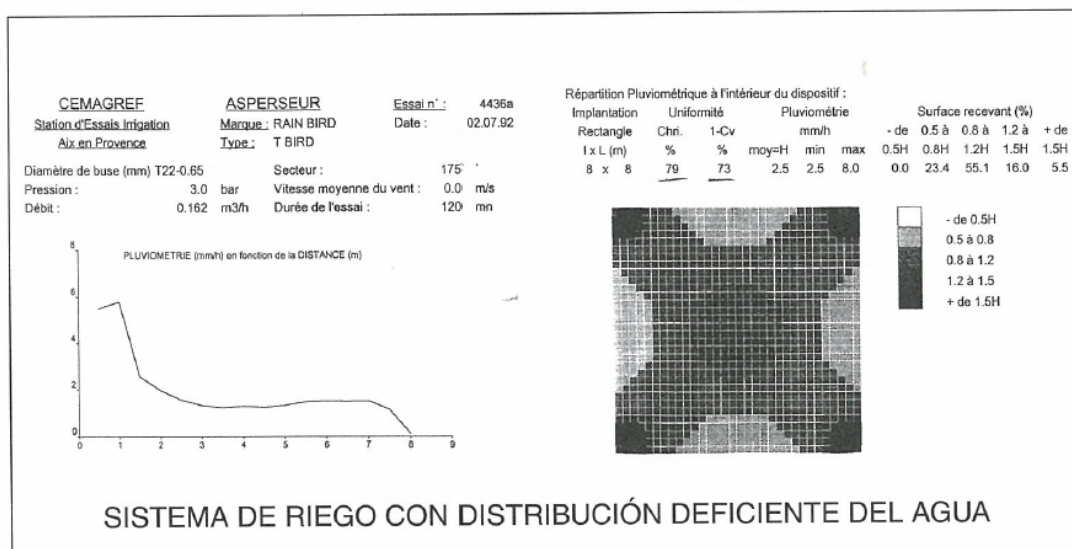 CEMAGREF
Station d'Essais Irrigation
Aix en Provence
ASPERSEUR
Marque : RAIN BIRD
Type : T BIRD
Essai n° : 4436a
Date : 02.07.92
Diamètre de buse (mm) T22-0.65
Pression : 3.0 bar
Débit : 0.162 m3/h
Secteur : 175
Vitesse moyenne du vent : 0.0 m/s
Durée de l'essai : 120 mn
PLUVIOMETRIE (mm/h) en fonction de la DISTANCE (m)
8
6
4
2
0
0 1 2 3 4 5 6 7 8 9
Répartition Pluviométrique à l'intérieur du dispositif :
Implantation Uniformité Pluviométrie Surface recevant (%)
Rectangle Chri. 1-Cv mm/h - de 0.5 à 0.8 à 1.2 à + de
l x L (m) % % moy=H min max 0.5H 0.8H 1.2H 1.5H 1.5H
8 x 8 79 73 2.5 2.5 8.0 0.0 23.4 55.1 16.0 5.5
- de 0.5H
0.5 à 0.8
0.8 à 1.2
1.2 à 1.5
+ de 1.5H
SISTEMA DE RIEGO CON DISTRIBUCIÓN DEFICIENTE DEL AGUA